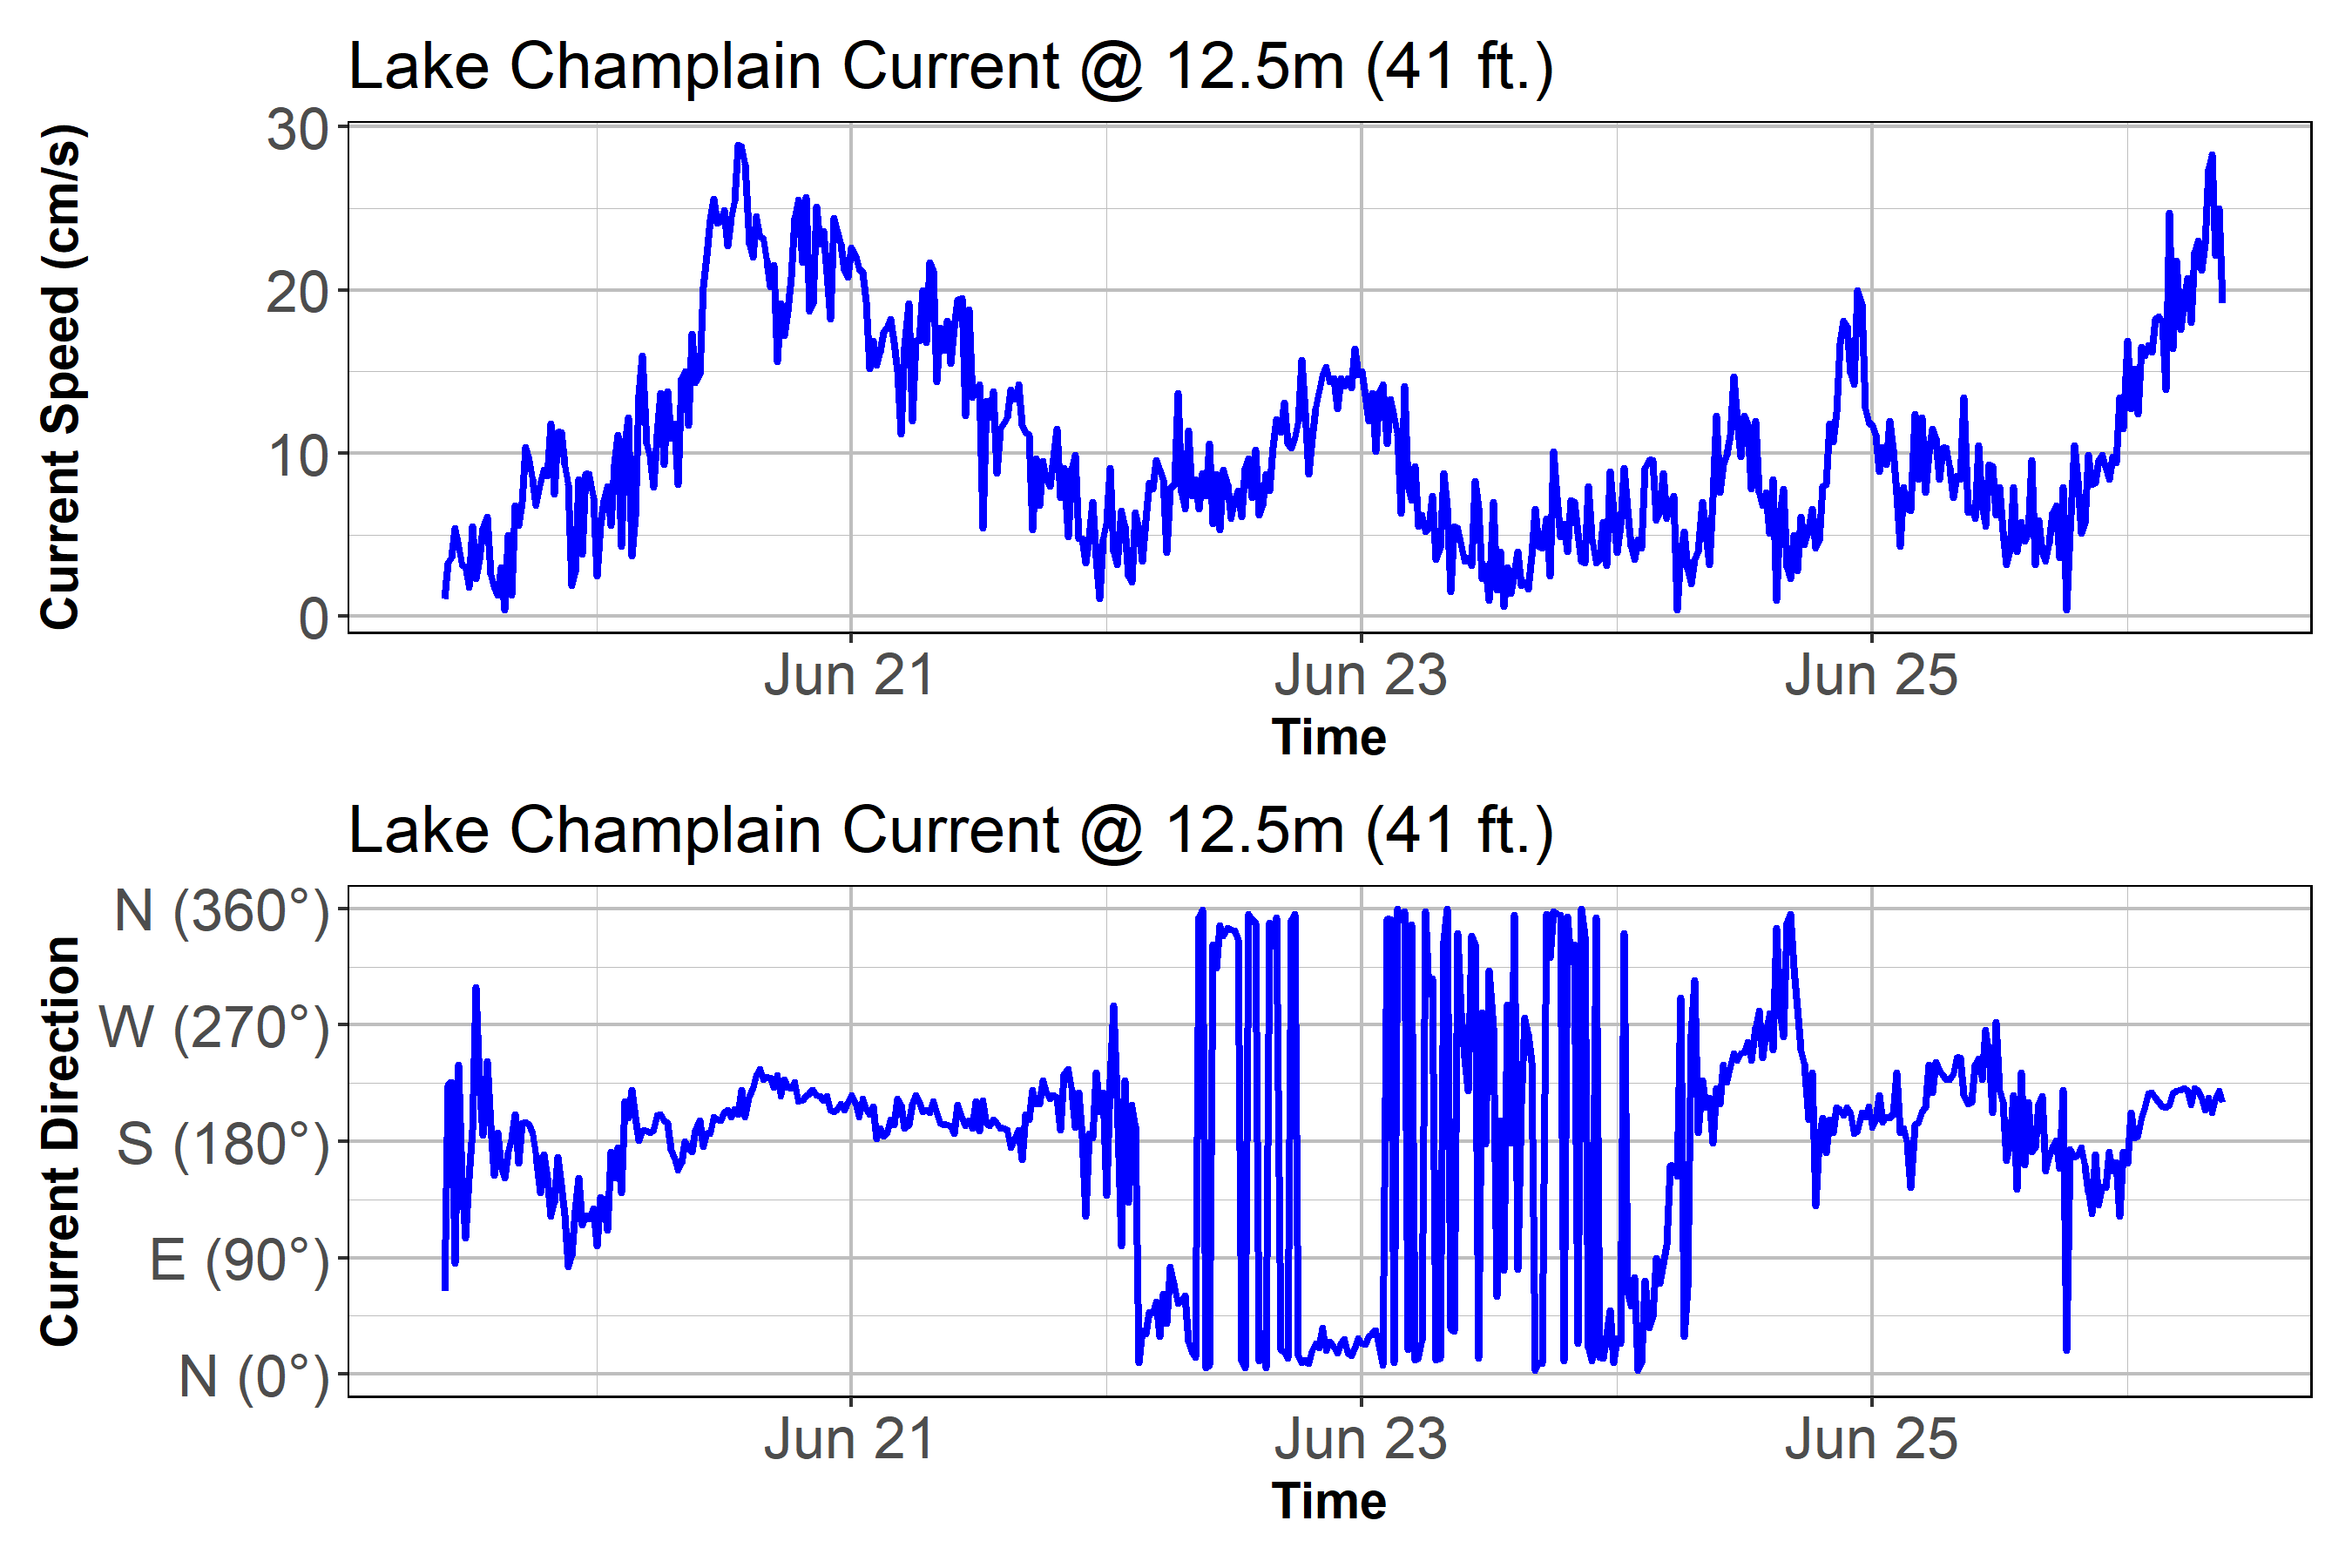 Lake Champlain Current @ 12.5m (41 ft.)
Current Speed (cm/s)
30
20
10
0
Jun 21 Jun 23 Jun 25
Time
Lake Champlain Current @ 12.5m (41 ft.)
Current Direction
N (360°)
W (270°)
S (180°)
E (90°)
N (0°)
Jun 21 Jun 23 Jun 25
Time